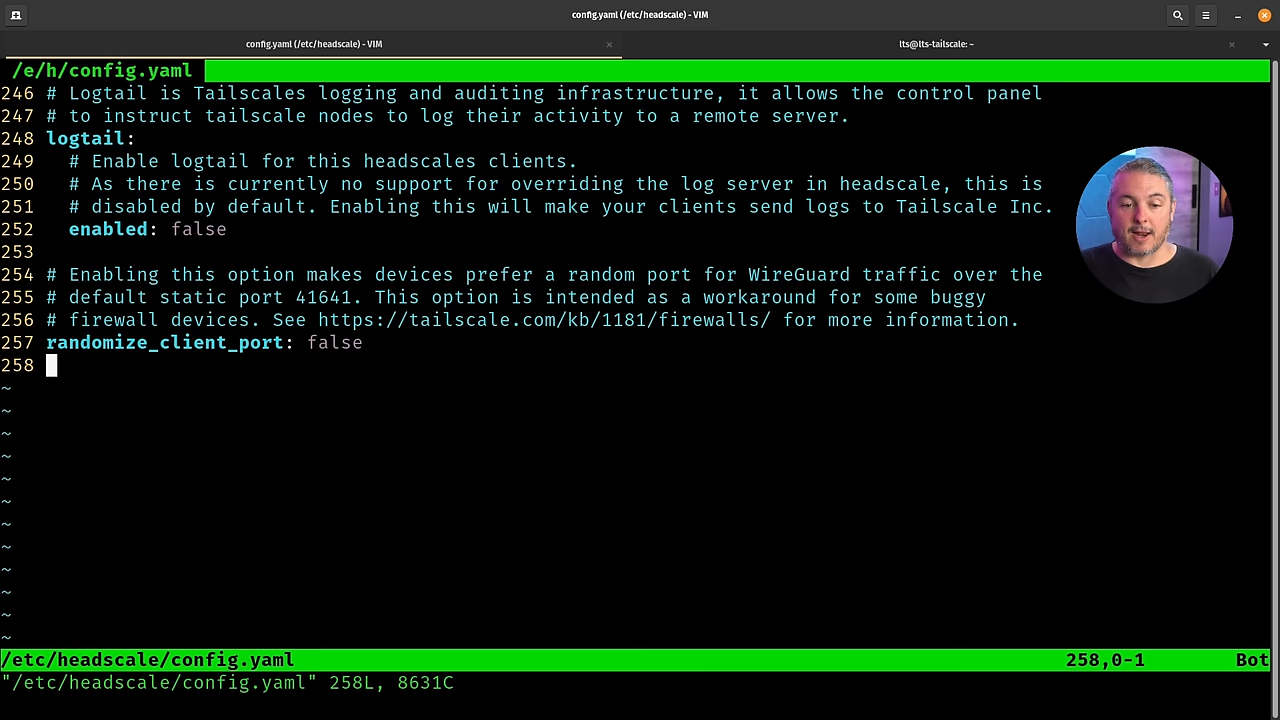 config.yaml (/etc/headscale) - VIM
config.yaml (/etc/headscale) - VIM
lts@lts-tailscale: ~
/e/h/config.yaml
246 # Logtail is Tailscales logging and auditing infrastructure, it allows the control panel
247 # to instruct tailscale nodes to log their activity to a remote server.
248 logtail:
249   # Enable logtail for this headscales clients.
250   # As there is currently no support for overriding the log server in headscale, this is
251   # disabled by default. Enabling this will make your clients send logs to Tailscale Inc.
252   enabled: false
253
254 # Enabling this option makes devices prefer a random port for WireGuard traffic over the
255 # default static port 41641. This option is intended as a workaround for some buggy
256 # firewall devices. See https://tailscale.com/kb/1181/firewalls/ for more information.
257 randomize_client_port: false
258
~
~
~
~
~
~
~
~
~
~
~
~
/etc/headscale/config.yaml 258,0-1 Bot
"/etc/headscale/config.yaml" 258L, 8631C